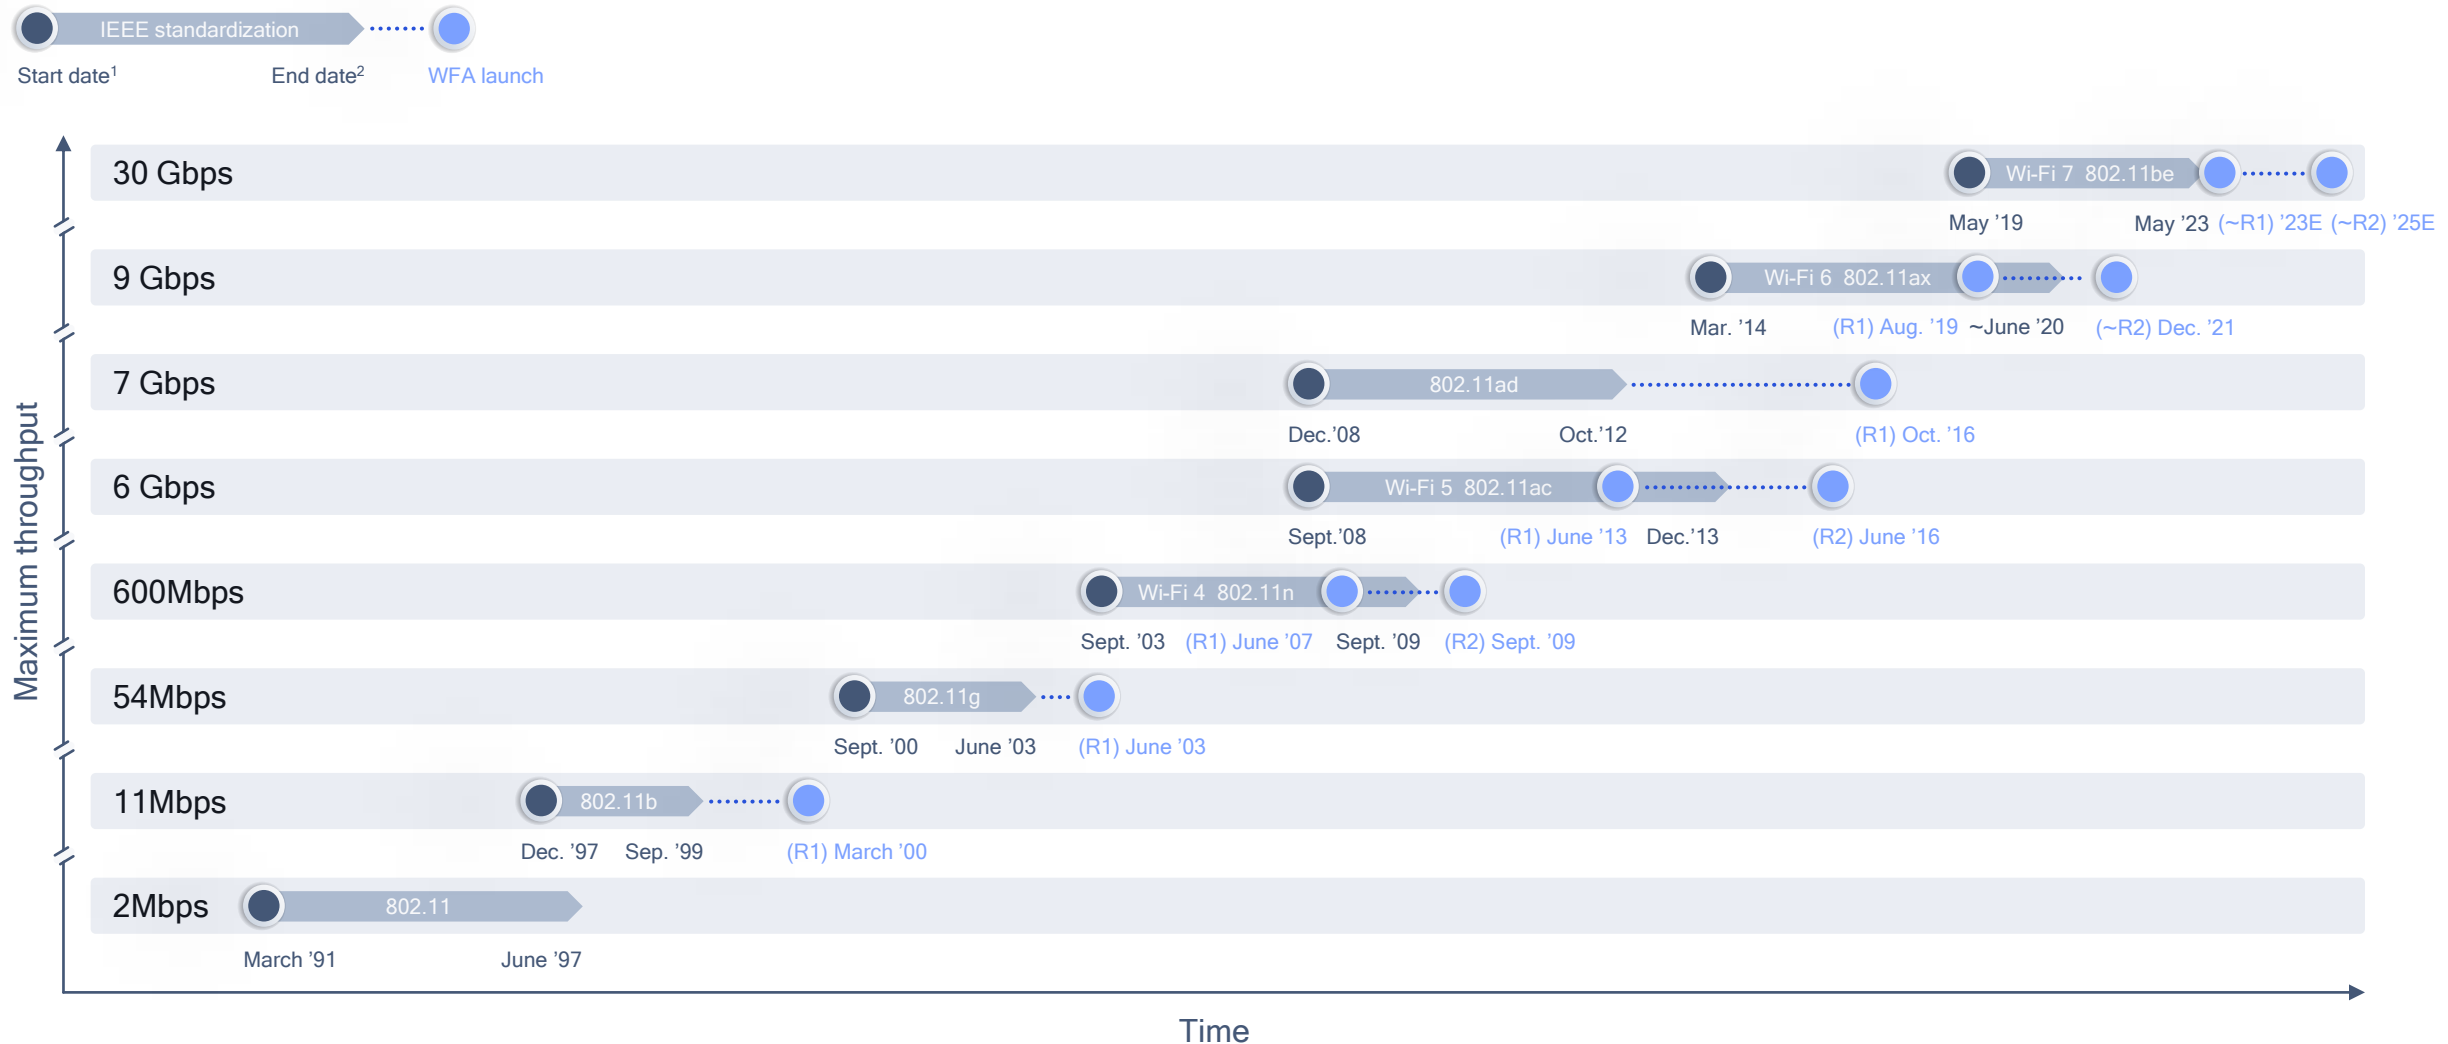 IEEE standardization
Start date¹ End date² WFA launch
30 Gbps Wi-Fi 7 802.11be
May ’19 May ’23 (~R1) ’23E (~R2) ’25E
9 Gbps Wi-Fi 6 802.11ax
Mar. ’14 (R1) Aug. ’19 ~June ’20 (~R2) Dec. ’21
7 Gbps 802.11ad
Dec.’08 Oct.’12 (R1) Oct. ’16
6 Gbps Wi-Fi 5 802.11ac
Sept.’08 (R1) June ’13 Dec.’13 (R2) June ’16
600Mbps Wi-Fi 4 802.11n
Sept. ’03 (R1) June ’07 Sept. ’09 (R2) Sept. ’09
54Mbps 802.11g
Sept. ’00 June ’03 (R1) June ’03
11Mbps 802.11b
Dec. ’97 Sep. ’99 (R1) March ’00
2Mbps 802.11
March ’91 June ’97
Maximum throughput
Time